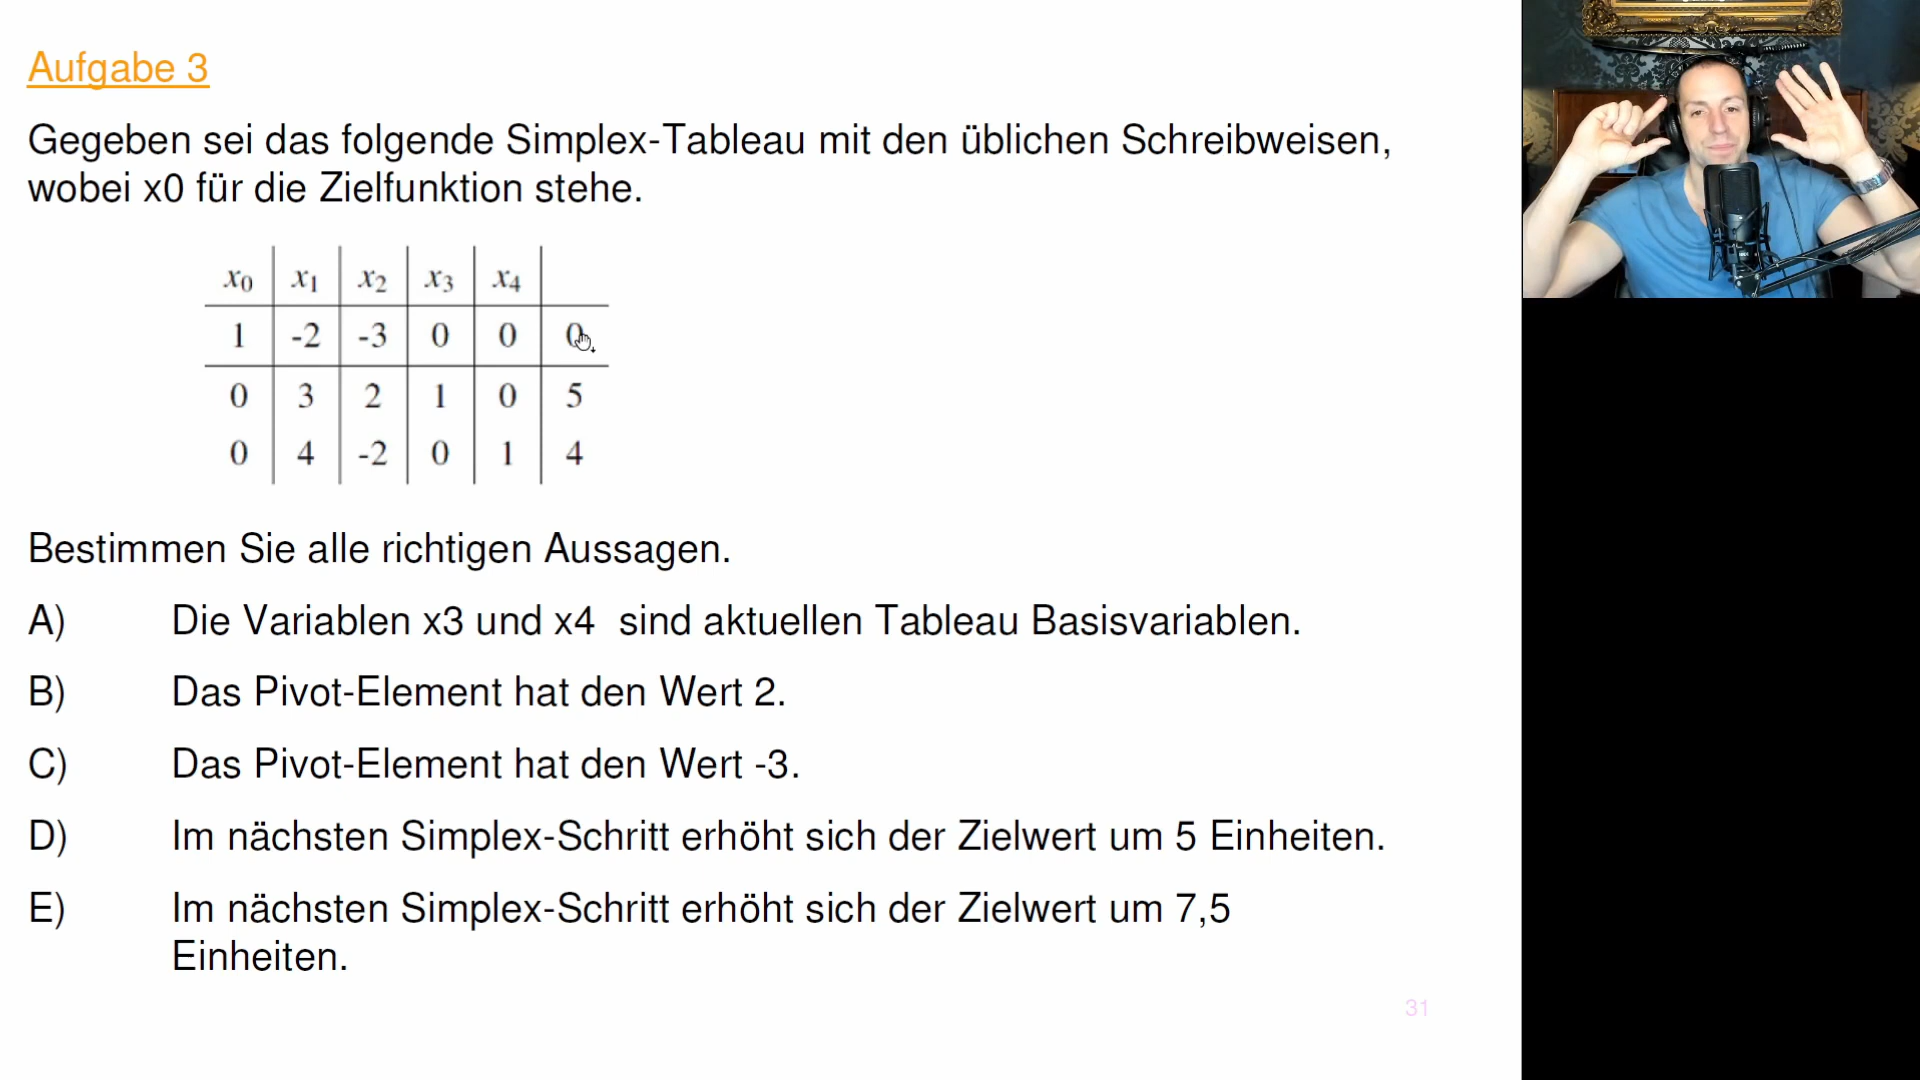 Aufgabe 3
Gegeben sei das folgende Simplex-Tableau mit den üblichen Schreibweisen,
wobei x0 für die Zielfunktion stehe.
x0 x1 x2 x3 x4
1 -2 -3 0 0 0
0 3 2 1 0 5
0 4 -2 0 1 4
Bestimmen Sie alle richtigen Aussagen.
A) Die Variablen x3 und x4 sind aktuellen Tableau Basisvariablen.
B) Das Pivot-Element hat den Wert 2.
C) Das Pivot-Element hat den Wert -3.
D) Im nächsten Simplex-Schritt erhöht sich der Zielwert um 5 Einheiten.
E) Im nächsten Simplex-Schritt erhöht sich der Zielwert um 7,5
Einheiten.
31